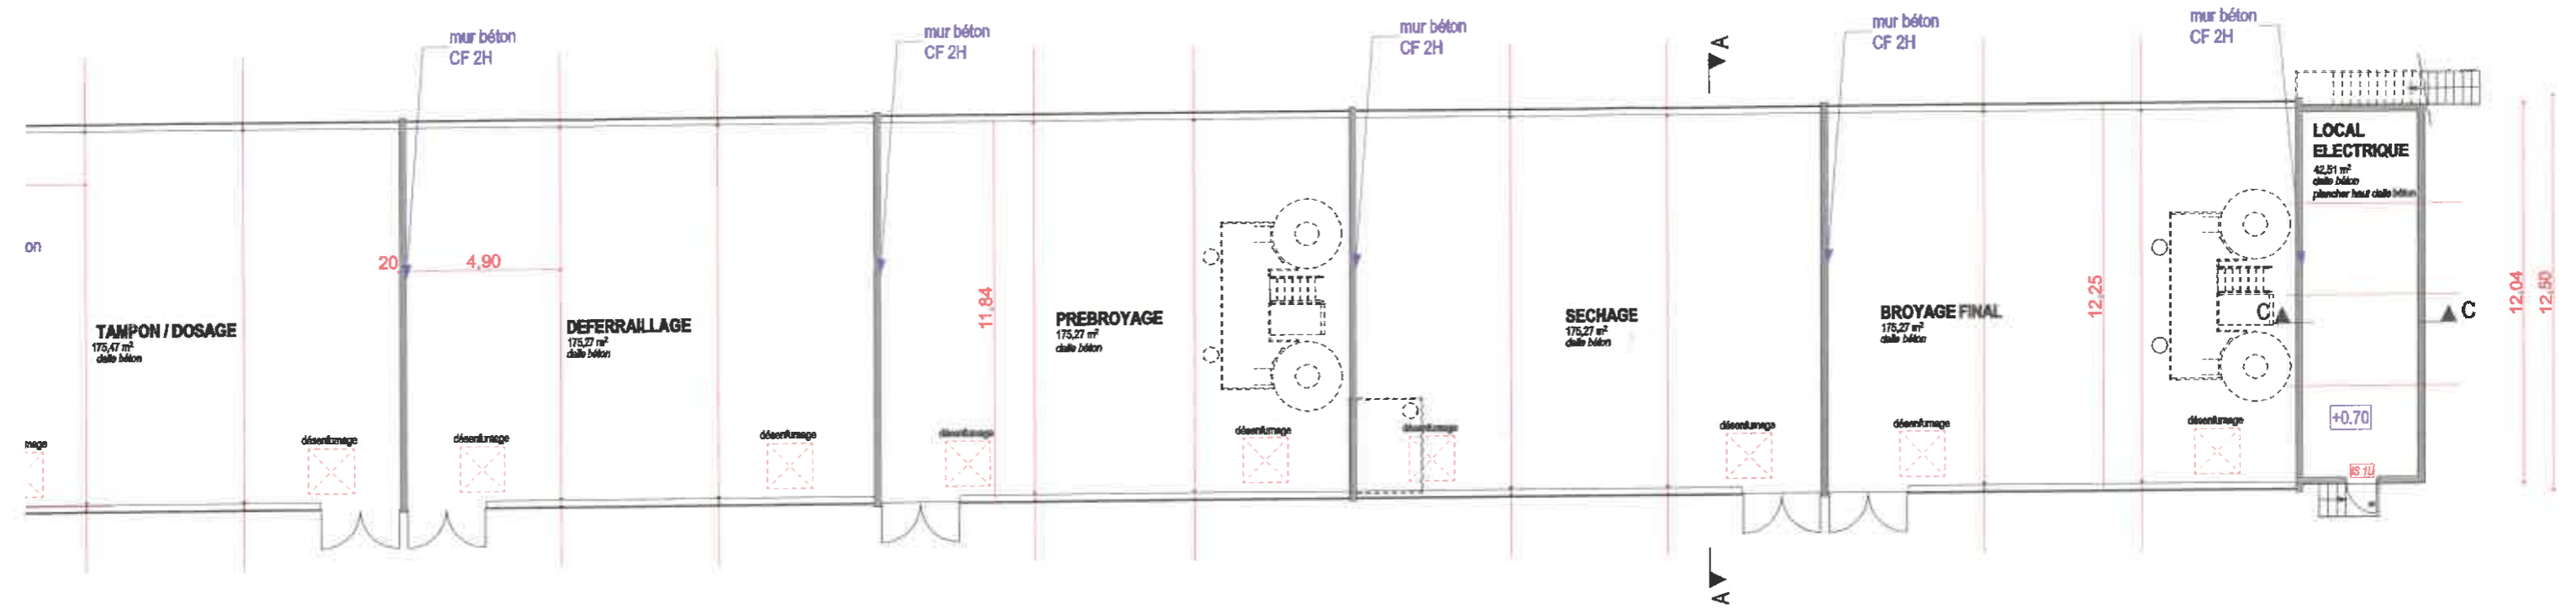 mur béton
CF 2H
mur béton
CF 2H
mur béton
CF 2H
A
mur béton
CF 2H
mur béton
CF 2H
LOCAL
ELECTRIQUE
42,51 m²
dalle béton
plancher haut dalle béton
on
20
4,90
11,84
12,25
12,04
12,50
TAMPON / DOSAGE
175,47 m²
dalle béton
DEFERRAILLAGE
175,27 m²
dalle béton
PREBROYAGE
175,27 m²
dalle béton
SECHAGE
175,27 m²
dalle béton
BROYAGE FINAL
175,27 m²
dalle béton
C
C
+0.70
mage
désenfumage
désenfumage
désenfumage
désenfumage
désenfumage
désenfumage
désenfumage
désenfumage
désenfumage
A